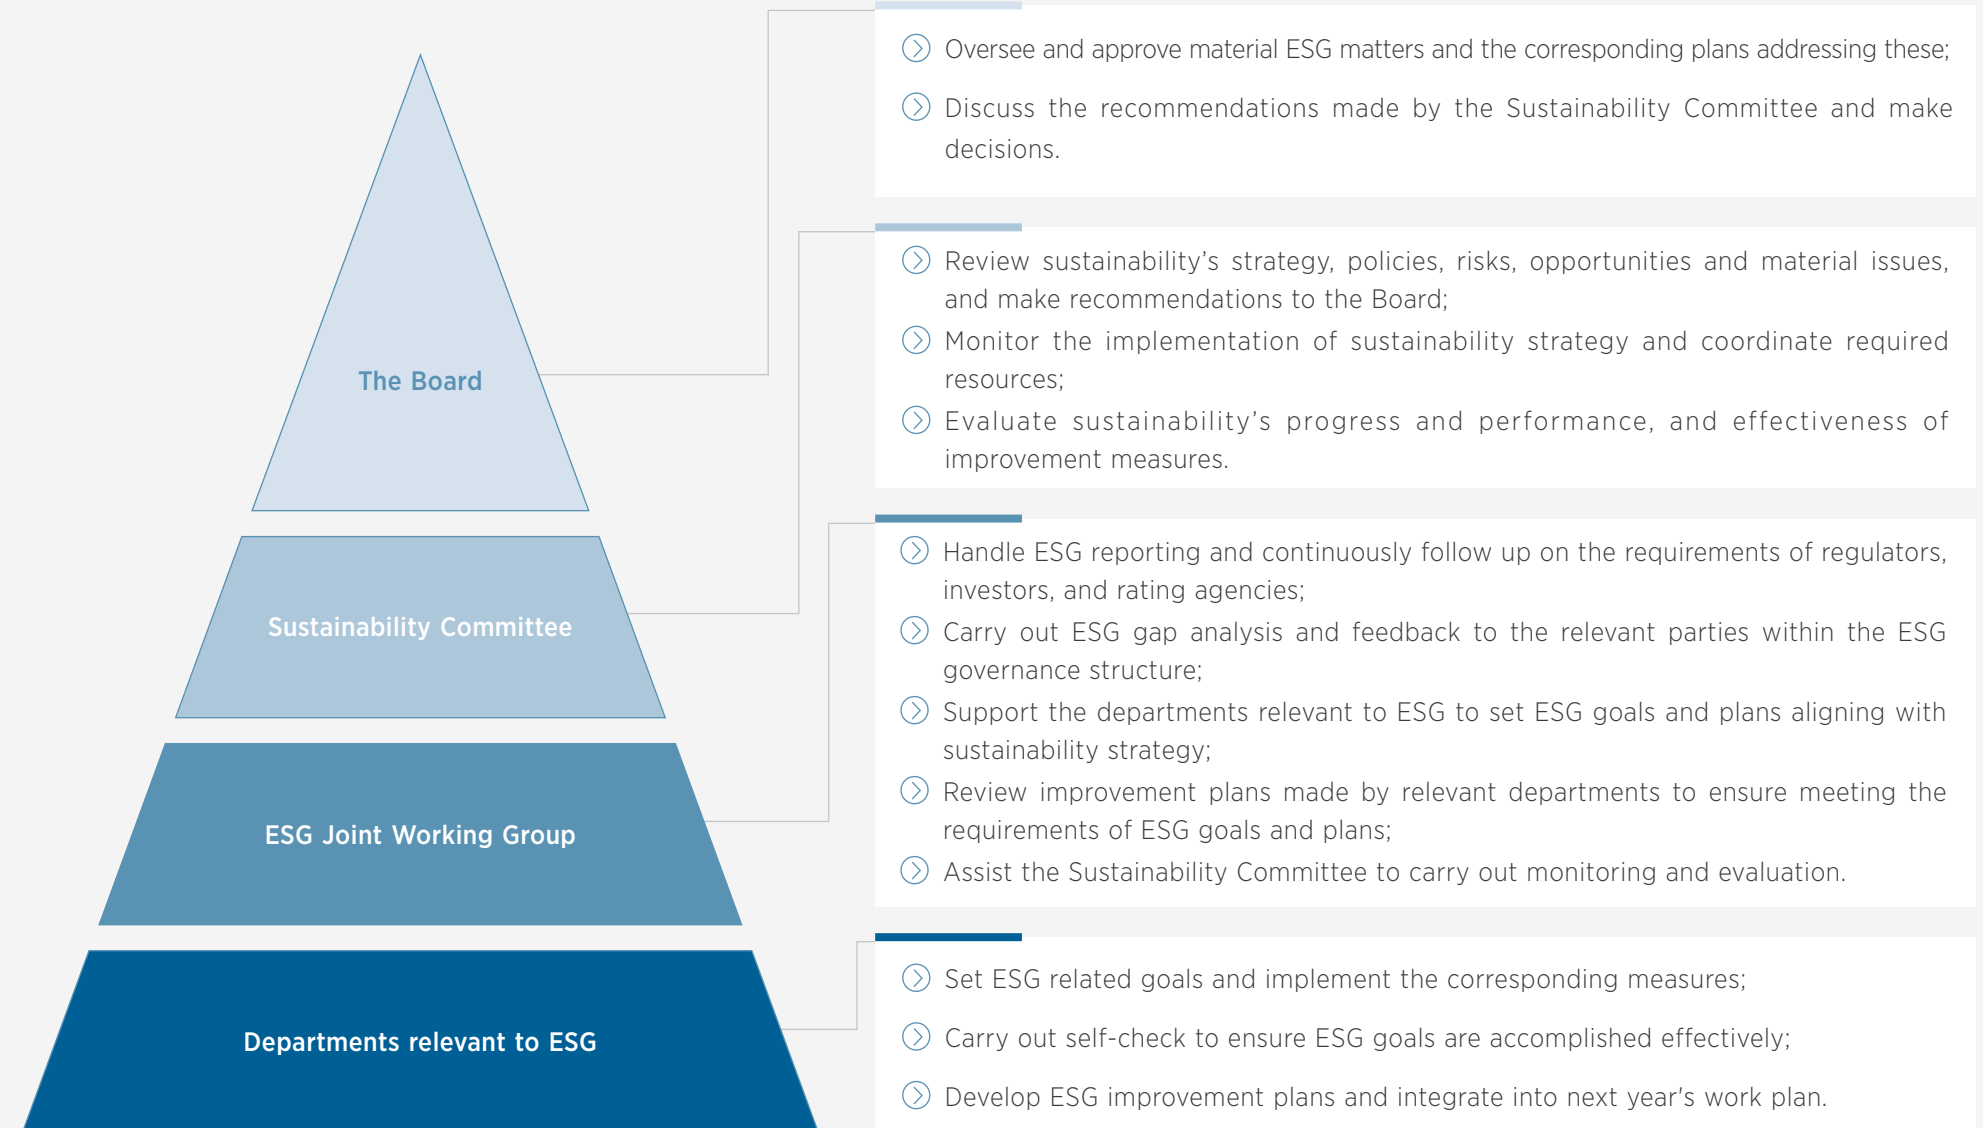 The Board
Sustainability Committee
ESG Joint Working Group
Departments relevant to ESG
Oversee and approve material ESG matters and the corresponding plans addressing these;
Discuss the recommendations made by the Sustainability Committee and make
decisions.
Review sustainability’s strategy, policies, risks, opportunities and material issues,
and make recommendations to the Board;
Monitor the implementation of sustainability strategy and coordinate required
resources;
Evaluate sustainability’s progress and performance, and effectiveness of
improvement measures.
Handle ESG reporting and continuously follow up on the requirements of regulators,
investors, and rating agencies;
Carry out ESG gap analysis and feedback to the relevant parties within the ESG
governance structure;
Support the departments relevant to ESG to set ESG goals and plans aligning with
sustainability strategy;
Review improvement plans made by relevant departments to ensure meeting the
requirements of ESG goals and plans;
Assist the Sustainability Committee to carry out monitoring and evaluation.
Set ESG related goals and implement the corresponding measures;
Carry out self-check to ensure ESG goals are accomplished effectively;
Develop ESG improvement plans and integrate into next year's work plan.